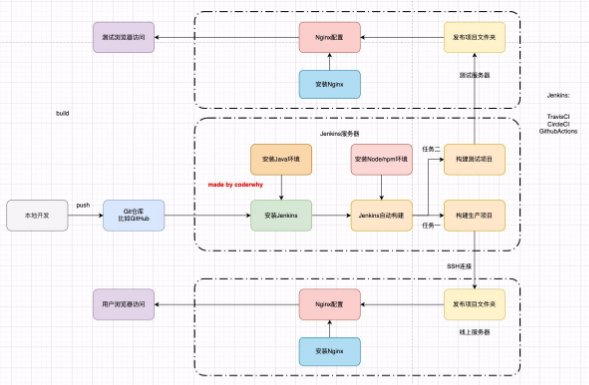 测试浏览器访问
Nginx配置
发布项目文件夹
安装Nginx
测试服务器
Jenkins:
TravisCI
CircleCI
GithubActions
build
Jenkins服务器
安装Java环境
安装Node/npm环境
任务二
构建测试项目
made by coderwhy
本地开发
push
Git仓库
比如GitHub
安装Jenkins
Jenkins自动构建
任务一
构建生产项目
SSH连接
用户浏览器访问
Nginx配置
发布项目文件夹
线上服务器
安装Nginx